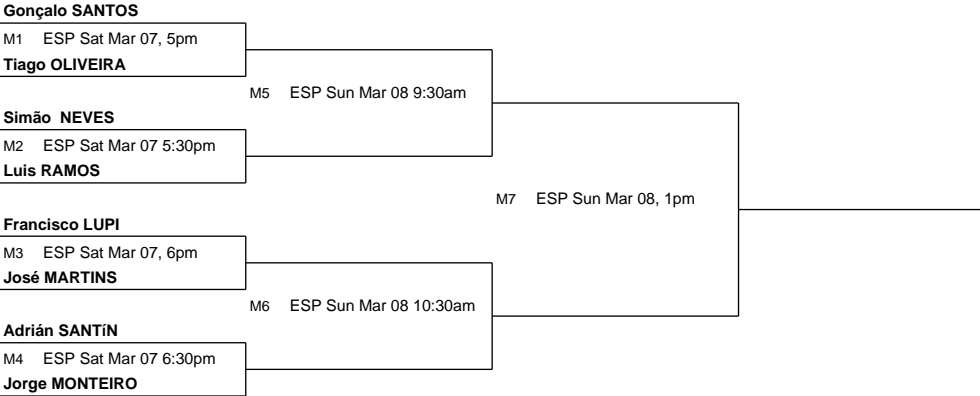 Gonçalo SANTOS
M1 ESP Sat Mar 07, 5pm
Tiago OLIVEIRA
M5 ESP Sun Mar 08 9:30am
Simão NEVES
M2 ESP Sat Mar 07 5:30pm
Luis RAMOS
M7 ESP Sun Mar 08, 1pm
Francisco LUPI
M3 ESP Sat Mar 07, 6pm
José MARTINS
M6 ESP Sun Mar 08 10:30am
Adrián SANTíN
M4 ESP Sat Mar 07 6:30pm
Jorge MONTEIRO